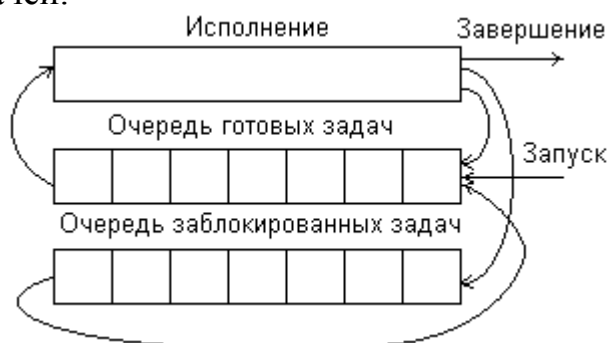 Исполнение
Завершение
Очередь готовых задач
Запуск
Очередь заблокированных задач